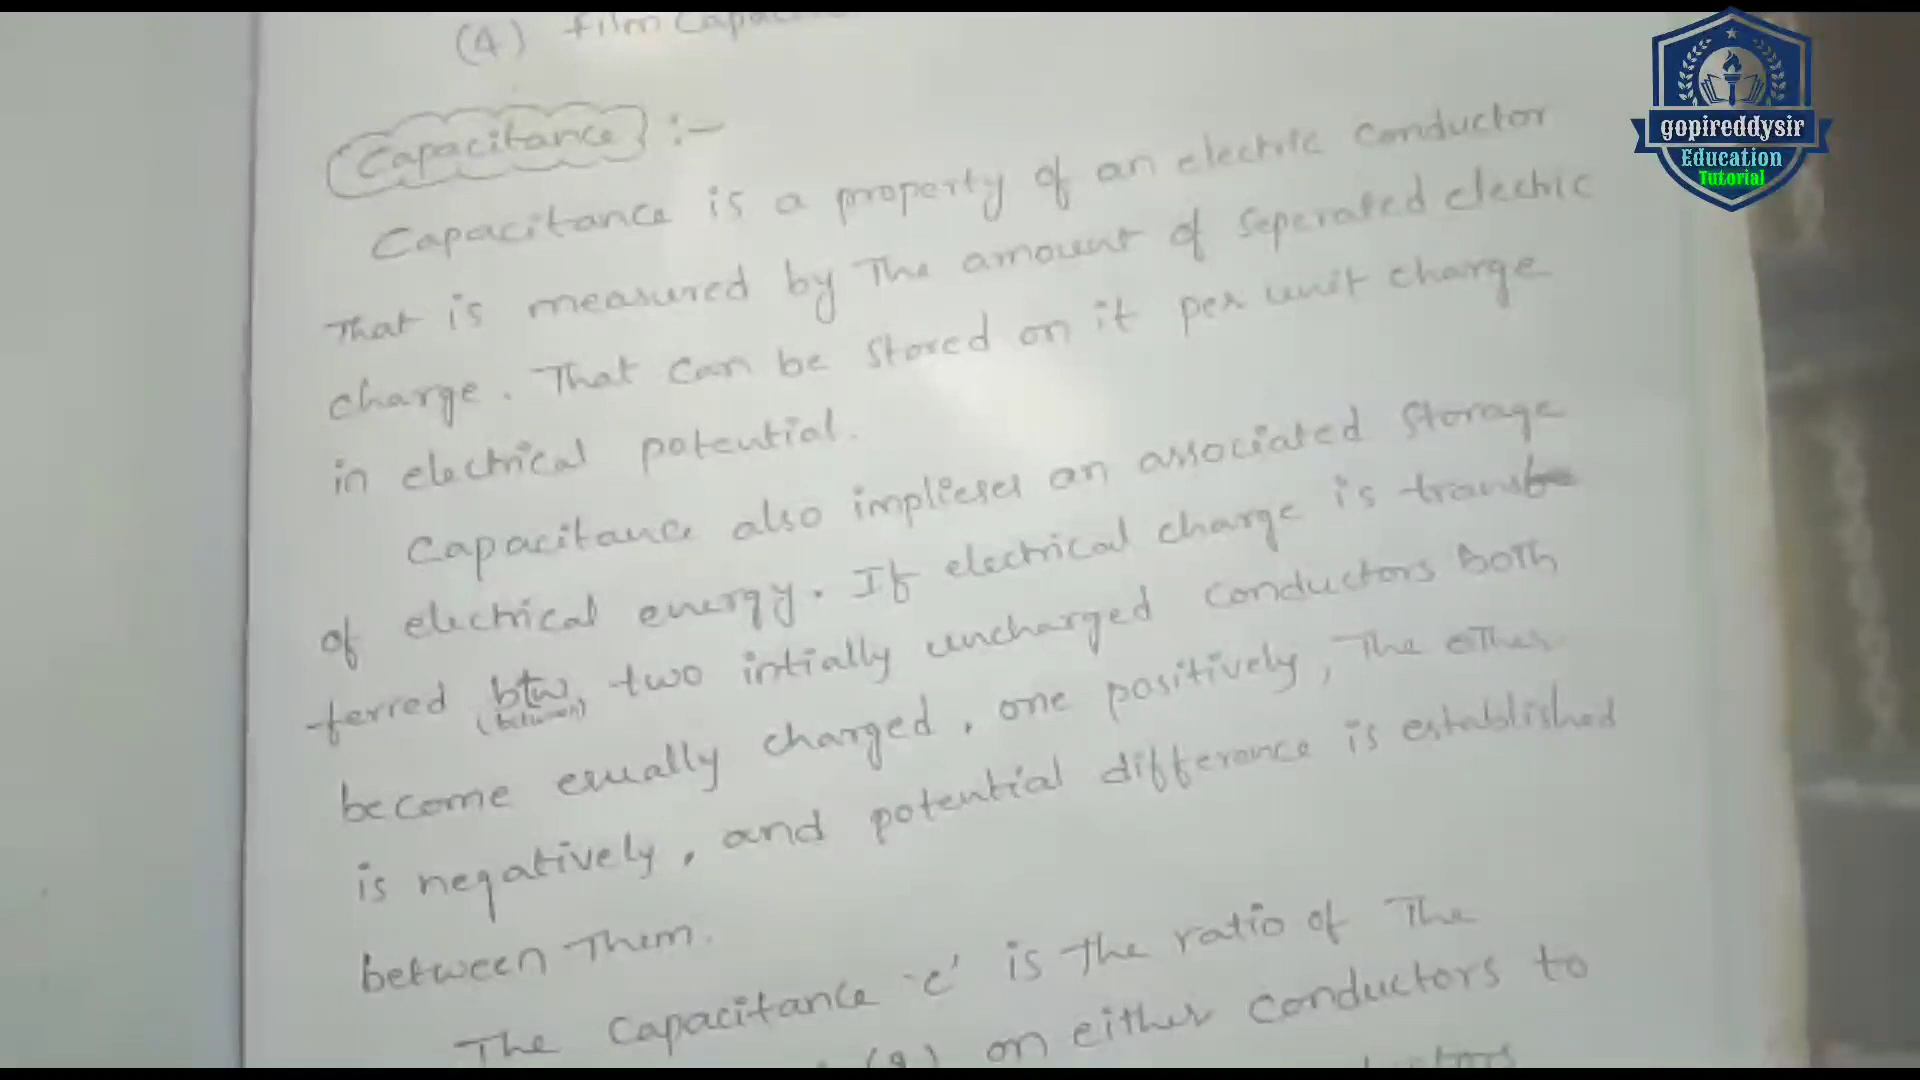 (4) Film Capac
Capacitance :-
Capacitance is a property of an electric conductor
That is measured by The amount of seperated electric
charge. That can be stored on it per unit charge
in electrical potential.
Capacitance also implieses an associated storage
of electrical energy. If electrical charge is trans
ferred btw, two intially uncharged conductors Both
(between)
become equally charged, one positively, The other
is negatively, and potential difference is established
between Them.
The Capacitance 'c' is The ratio of The
(q) on either conductors to
gopireddysir
Education
Tutorial